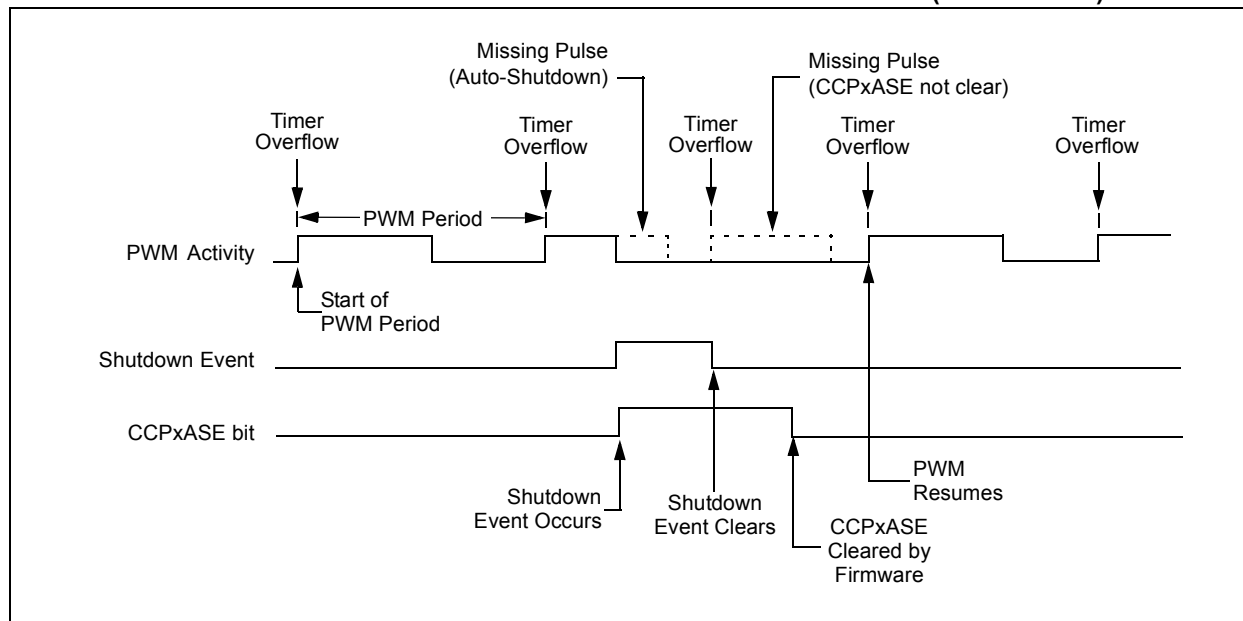 Missing Pulse
(Auto-Shutdown)
Missing Pulse
(CCPxASE not clear)
Timer
Overflow
Timer
Overflow
Timer
Overflow
Timer
Overflow
Timer
Overflow
PWM Period
PWM Activity
Start of
PWM Period
Shutdown Event
CCPxASE bit
Shutdown
Event Occurs
Shutdown
Event Clears
PWM
Resumes
CCPxASE
Cleared by
Firmware